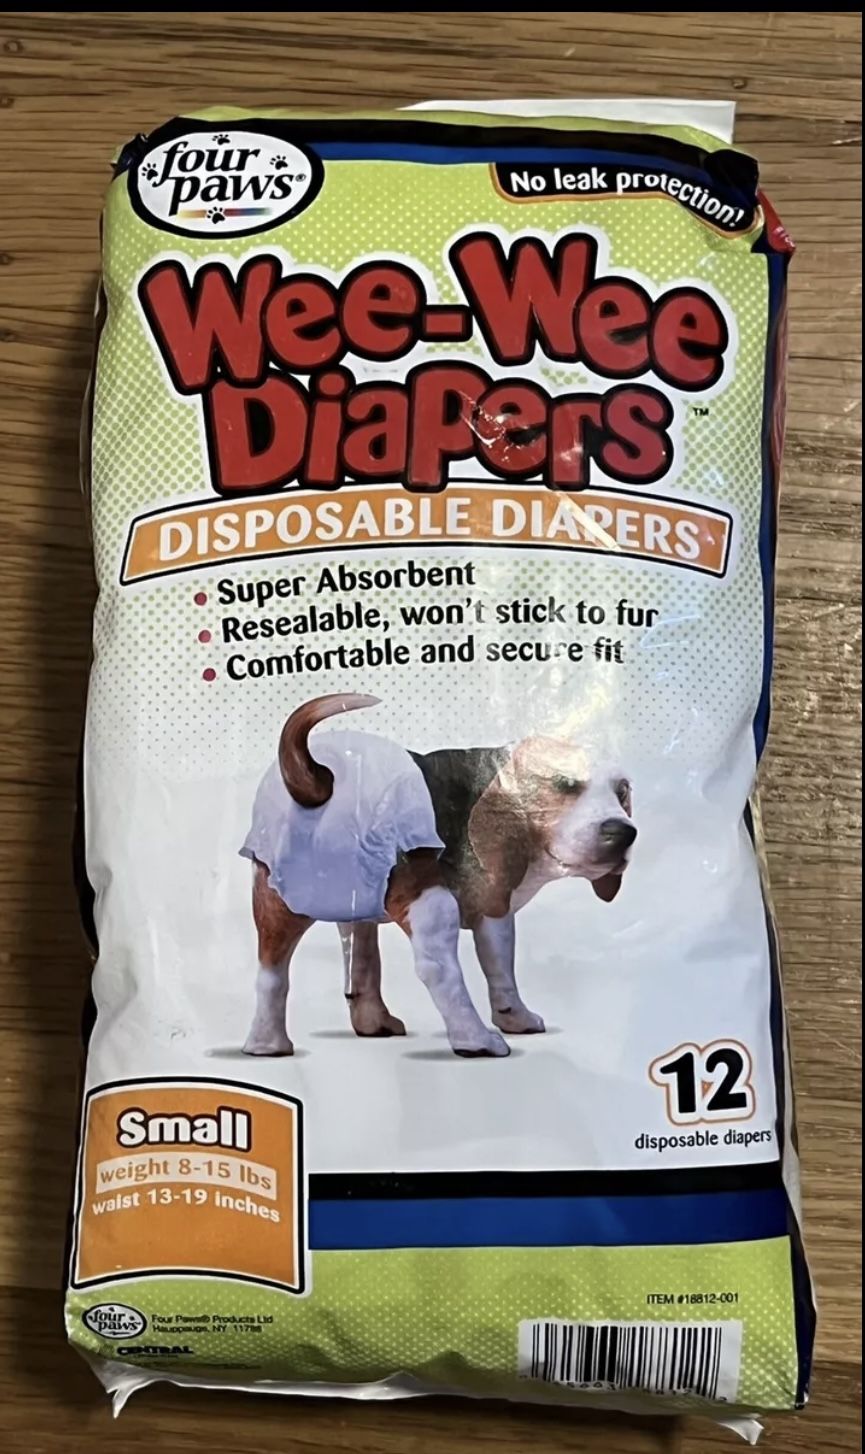 four
paws®
No leak protection!
Wee-Wee
Diapers™
DISPOSABLE DIAPERS
• Super Absorbent
• Resealable, won't stick to fur
• Comfortable and secure fit
12
disposable diapers
Small
weight 8-15 lbs
waist 13-19 inches
ITEM #18812-001
four
paws
Four Paws® Products Ltd
Hauppauge, NY 11788
CENTRAL